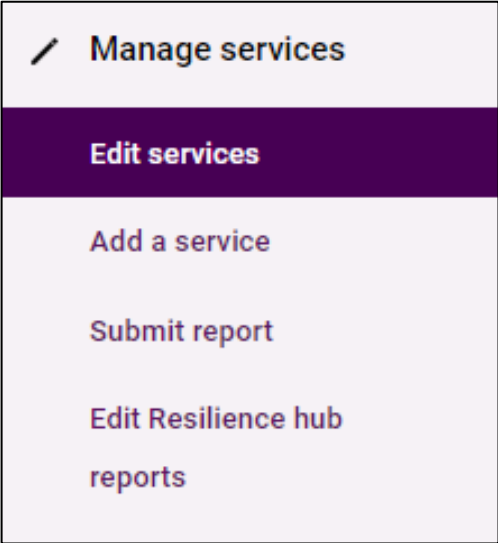 Manage services
Edit services
Add a service
Submit report
Edit Resilience hub
reports